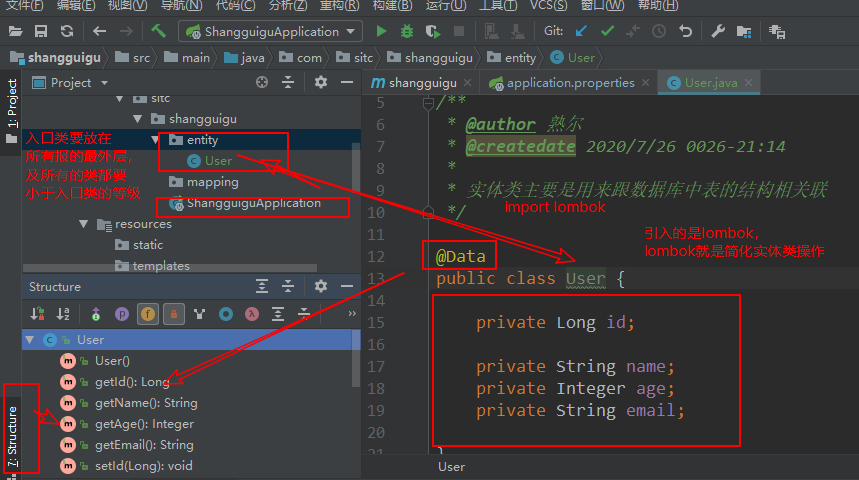 文件(F) 编辑(E) 视图(V) 导航(N) 代码(C) 分析(Z) 重构(R) 构建(B) 运行(U) 工具(T) VCS(S) 窗口(W) 帮助(H)
ShangguiguApplication Git:
shangguigu src main java com sitc shangguigu entity User
1: Project
Project
sitc
shangguigu
entity
User
mapping
ShangguiguApplication
resources
static
templates
入口类要放在
所有报的最外层，
及所有的类都要
小于入口类的等级
Structure
User
User()
getId(): Long
getName(): String
getAge(): Integer
getEmail(): String
setId(Long): void
7: Structure
shangguigu application.properties User.java
5 /**
6 * @author 熟尔
7 * @createdate 2020/7/26 0026-21:14
8 *
9 * 实体类主要是用来跟数据库中表的结构相关联
10 */
import lombok
11
引入的是lombok，
lombok就是简化实体类操作
12 @Data
13 public class User {
14
15 private Long id;
16
17 private String name;
18 private Integer age;
19 private String email;
20
}
User